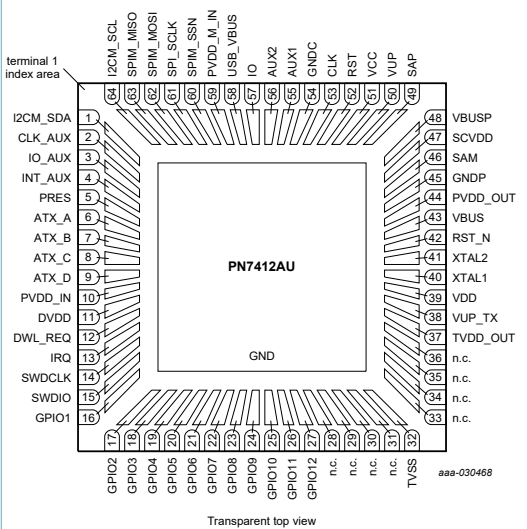 terminal 1
index area
I2CM_SCL
SPIM_MISO
SPIM_MOSI
SPI_SCLK
SPIM_SSN
PVDD_M_IN
USB_VBUS
IO
AUX2
AUX1
GNDC
CLK
RST
VCC
VUP
SAP
64
63
62
61
60
59
58
57
56
55
54
53
52
51
50
49
I2CM_SDA 1
CLK_AUX 2
IO_AUX 3
INT_AUX 4
PRES 5
ATX_A 6
ATX_B 7
ATX_C 8
ATX_D 9
PVDD_IN 10
DVDD 11
DWL_REQ 12
IRQ 13
SWDCLK 14
SWDIO 15
GPIO1 16
PN7412AU
GND
48 VBUSP
47 SCVDD
46 SAM
45 GNDP
44 PVDD_OUT
43 VBUS
42 RST_N
41 XTAL2
40 XTAL1
39 VDD
38 VUP_TX
37 TVDD_OUT
36 n.c.
35 n.c.
34 n.c.
33 n.c.
17
18
19
20
21
22
23
24
25
26
27
28
29
30
31
32
GPIO2
GPIO3
GPIO4
GPIO5
GPIO6
GPIO7
GPIO8
GPIO9
GPIO10
GPIO11
GPIO12
n.c.
n.c.
n.c.
n.c.
TVSS
aaa-030468
Transparent top view